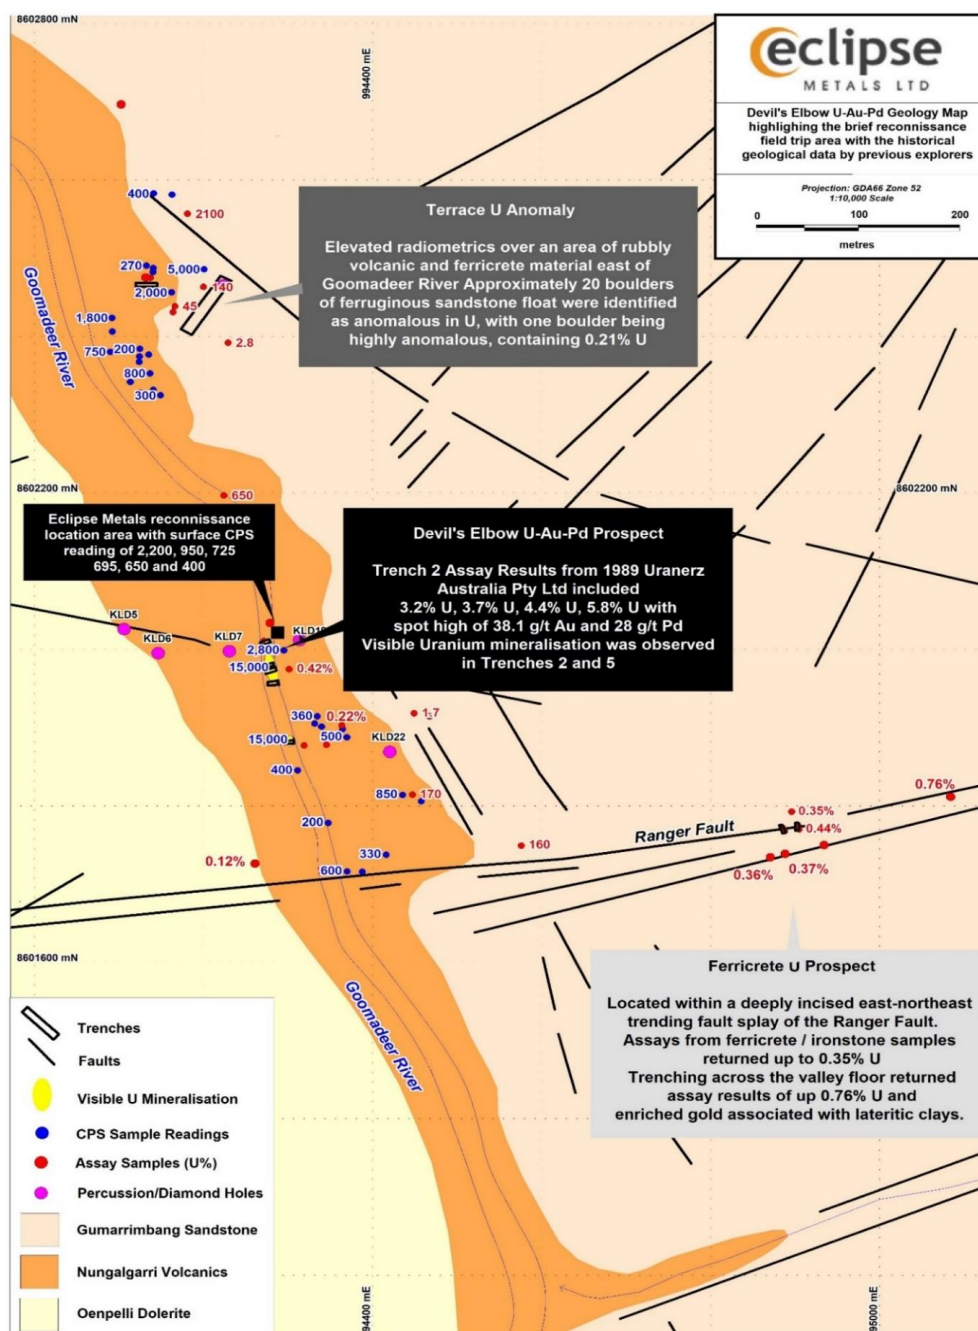 8602800 mN
994400 mE
eclipse
METALS LTD
Devil's Elbow U-Au-Pd Geology Map
highlighing the brief reconnissance
field trip area with the historical
geological data by previous explorers
Projection: GDA66 Zone 52
1:10,000 Scale
0 100 200
metres
400
2100
Terrace U Anomaly
Elevated radiometrics over an area of rubbly
volcanic and ferricrete material east of
Goomadeer River Approximately 20 boulders
of ferruginous sandstone float were identified
as anomalous in U, with one boulder being
highly anomalous, containing 0.21% U
Goomadeer River
270
5,000
140
2,000
45
1,800
2.8
750
200
800
300
650
8602200 mN
8602200 mN
Eclipse Metals reconnissance
location area with surface CPS
reading of 2,200, 950, 725
695, 650 and 400
Devil's Elbow U-Au-Pd Prospect
Trench 2 Assay Results from 1989 Uranerz
Australia Pty Ltd included
3.2% U, 3.7% U, 4.4% U, 5.8% U with
spot high of 38.1 g/t Au and 28 g/t Pd
Visible Uranium mineralisation was observed
in Trenches 2 and 5
KLD5
KLD6
KLD7
2,800
15,000
0.42%
360
0.22%
1.7
500
15,000
KLD22
400
850
170
0.76%
0.35%
200
Ranger Fault
0.44%
160
330
0.12%
600
0.36%
0.37%
8601600 mN
Ferricrete U Prospect
Located within a deeply incised east-northeast
trending fault splay of the Ranger Fault.
Assays from ferricrete / ironstone samples
returned up to 0.35% U
Trenching across the valley floor returned
assay results of up 0.76% U and
enriched gold associated with lateritic clays.
Goomadeer River
Trenches
Faults
Visible U Mineralisation
CPS Sample Readings
Assay Samples (U%)
Percussion/Diamond Holes
Gumarrimbang Sandstone
Nungalgarri Volcanics
Oenpelli Dolerite